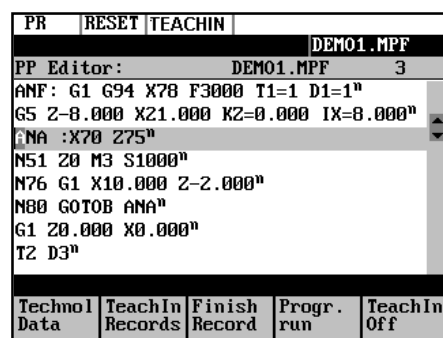 PR RESET TEACHIN
DEMO1.MPF
PP Editor: DEMO1.MPF 3
ANF: G1 G94 X78 F3000 T1=1 D1=1ⁿ
G5 Z-8.000 X21.000 KZ=0.000 IX=8.000ⁿ
ANA :X70 Z75ⁿ
N51 Z0 M3 S1000ⁿ
N76 G1 X10.000 Z-2.000ⁿ
N80 GOTOB ANAⁿ
G1 Z0.000 X0.000ⁿ
T2 D3ⁿ
Technol TeachIn Finish Progr. TeachIn
Data Records Record run Off